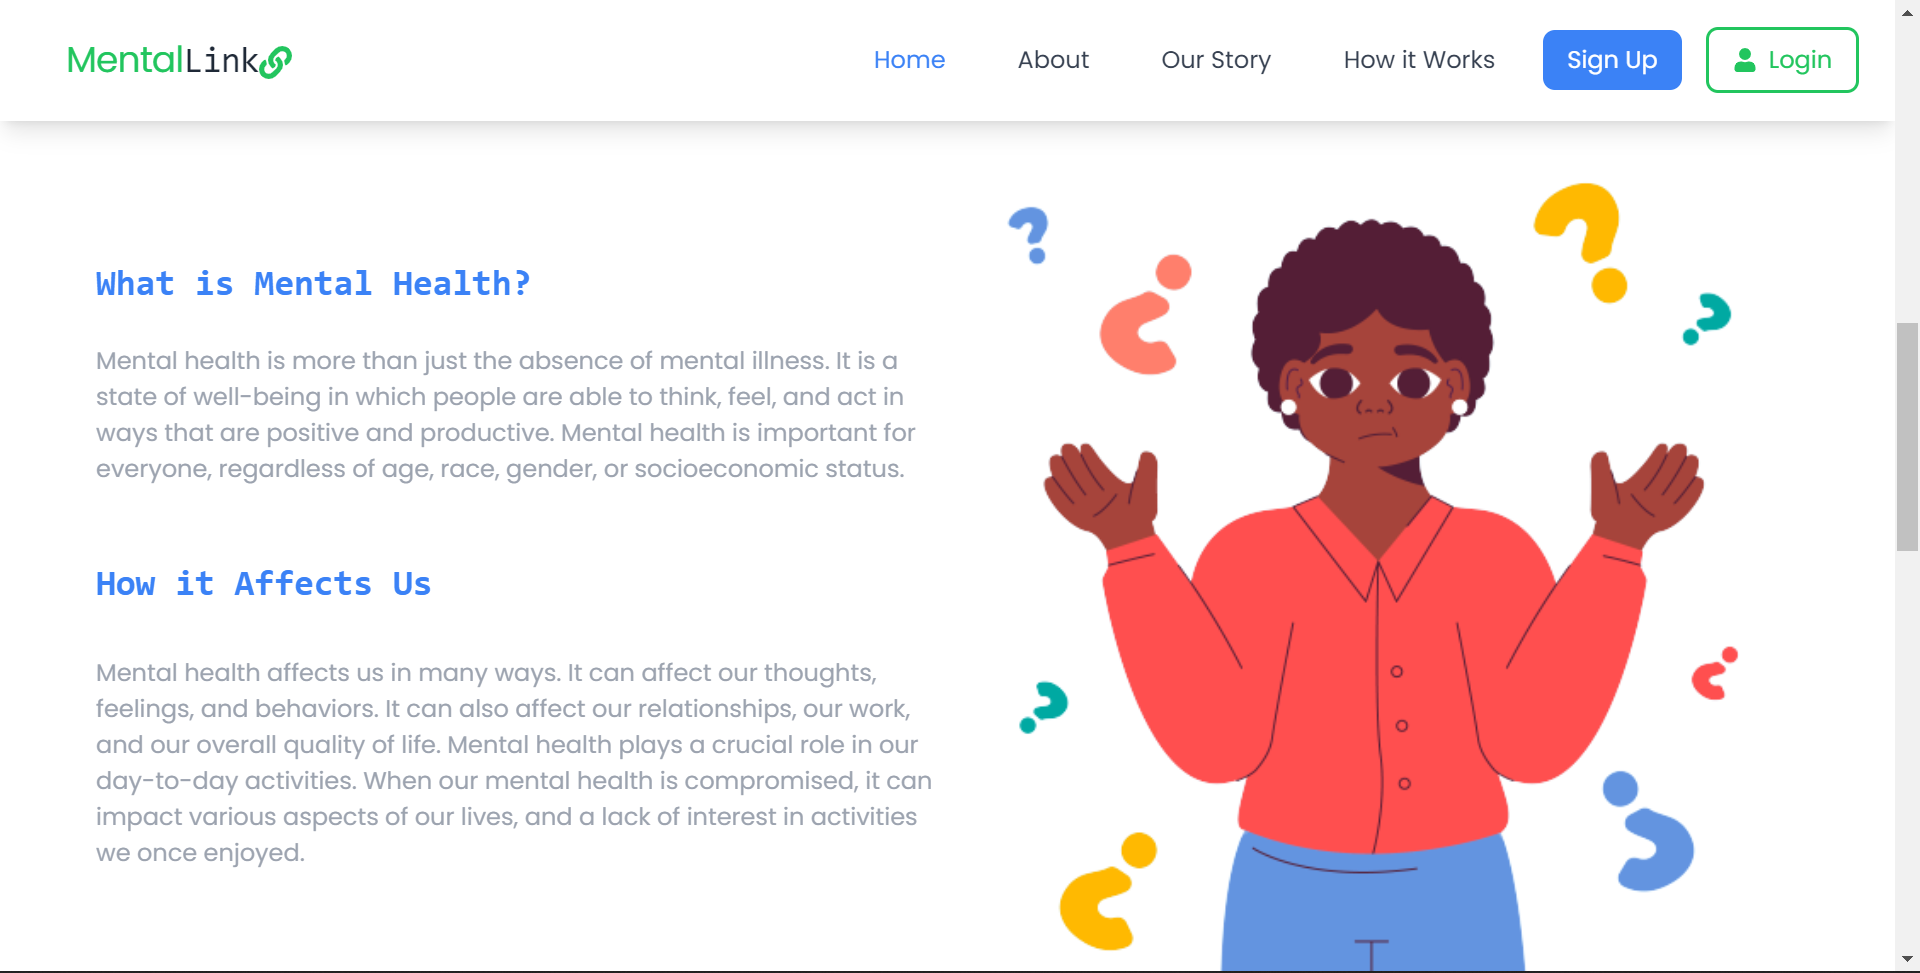 MentalLink
Home
About
Our Story
How it Works
Sign Up
Login
What is Mental Health?
Mental health is more than just the absence of mental illness. It is a
state of well-being in which people are able to think, feel, and act in
ways that are positive and productive. Mental health is important for
everyone, regardless of age, race, gender, or socioeconomic status.
How it Affects Us
Mental health affects us in many ways. It can affect our thoughts,
feelings, and behaviors. It can also affect our relationships, our work,
and our overall quality of life. Mental health plays a crucial role in our
day-to-day activities. When our mental health is compromised, it can
impact various aspects of our lives, and a lack of interest in activities
we once enjoyed.